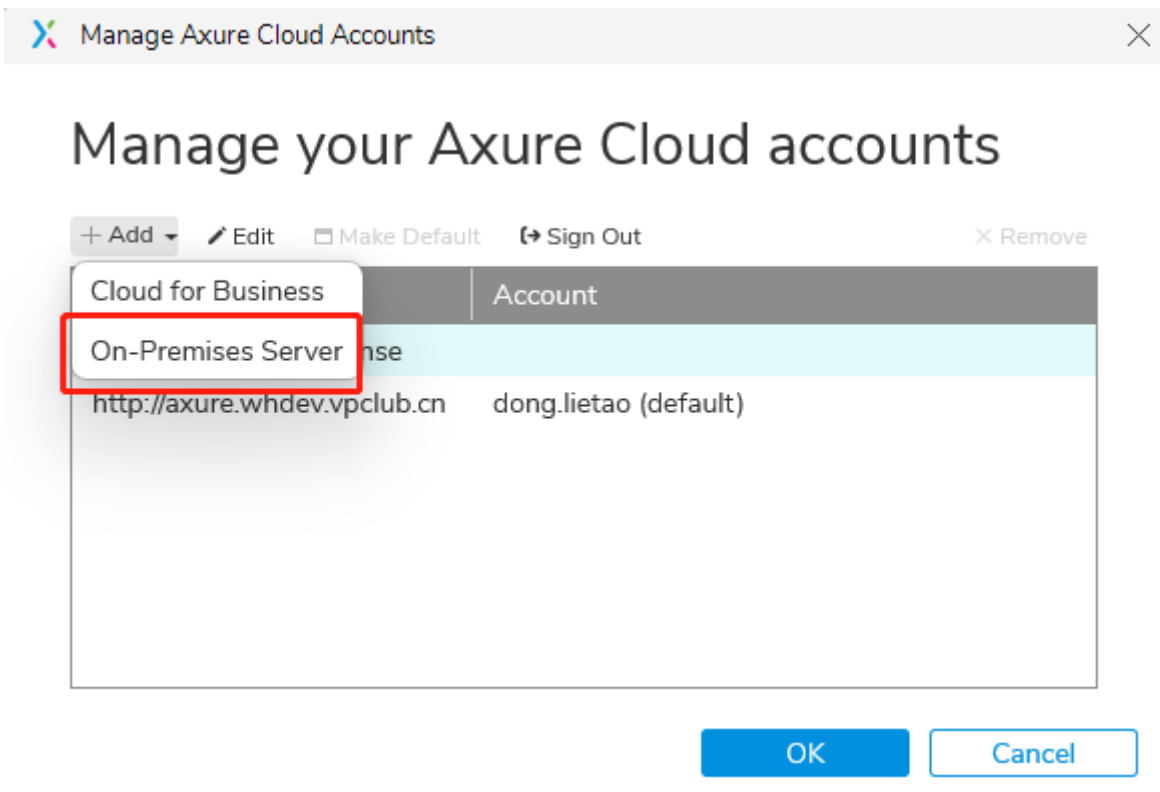 Manage Axure Cloud Accounts
Manage your Axure Cloud accounts
Add Edit Make Default Sign Out Remove
Cloud for Business
Account
On-Premises Server
http://axure.whdev.vpclub.cn dong.lietao (default)
OK Cancel